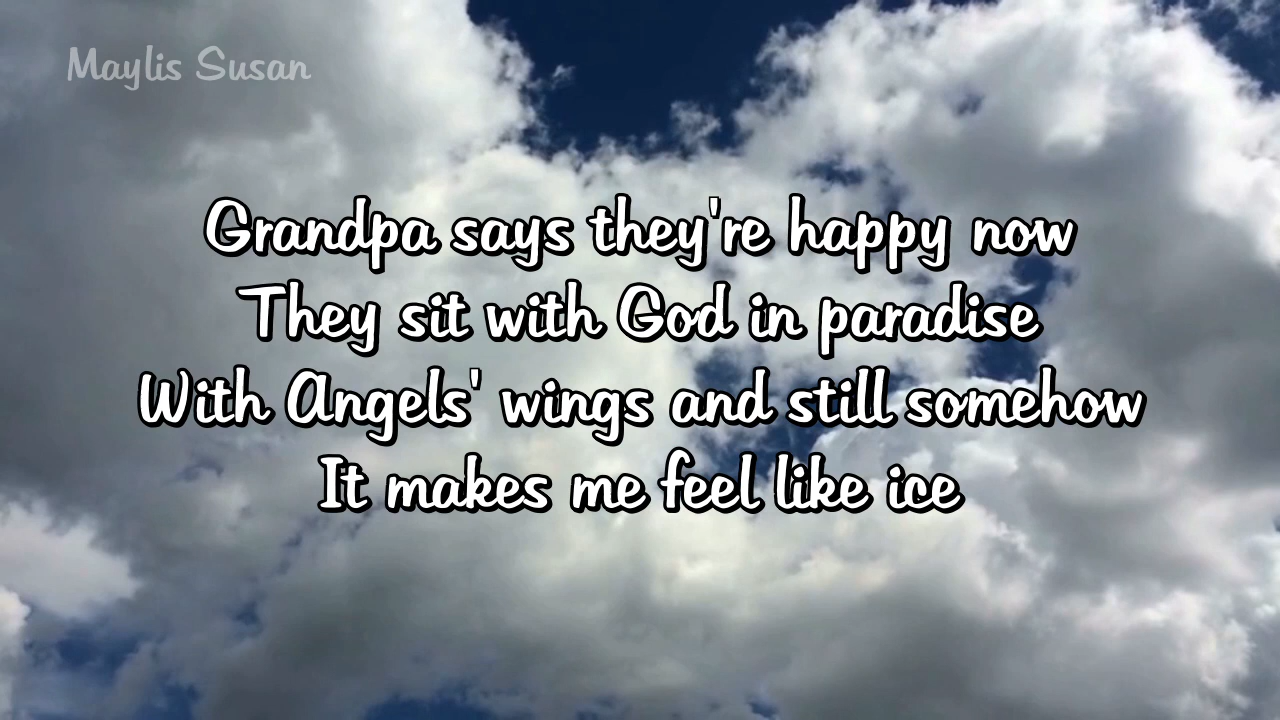 Maylis Susan
Grandpa says they're happy now
They sit with God in paradise
With Angels' wings and still somehow
It makes me feel like ice